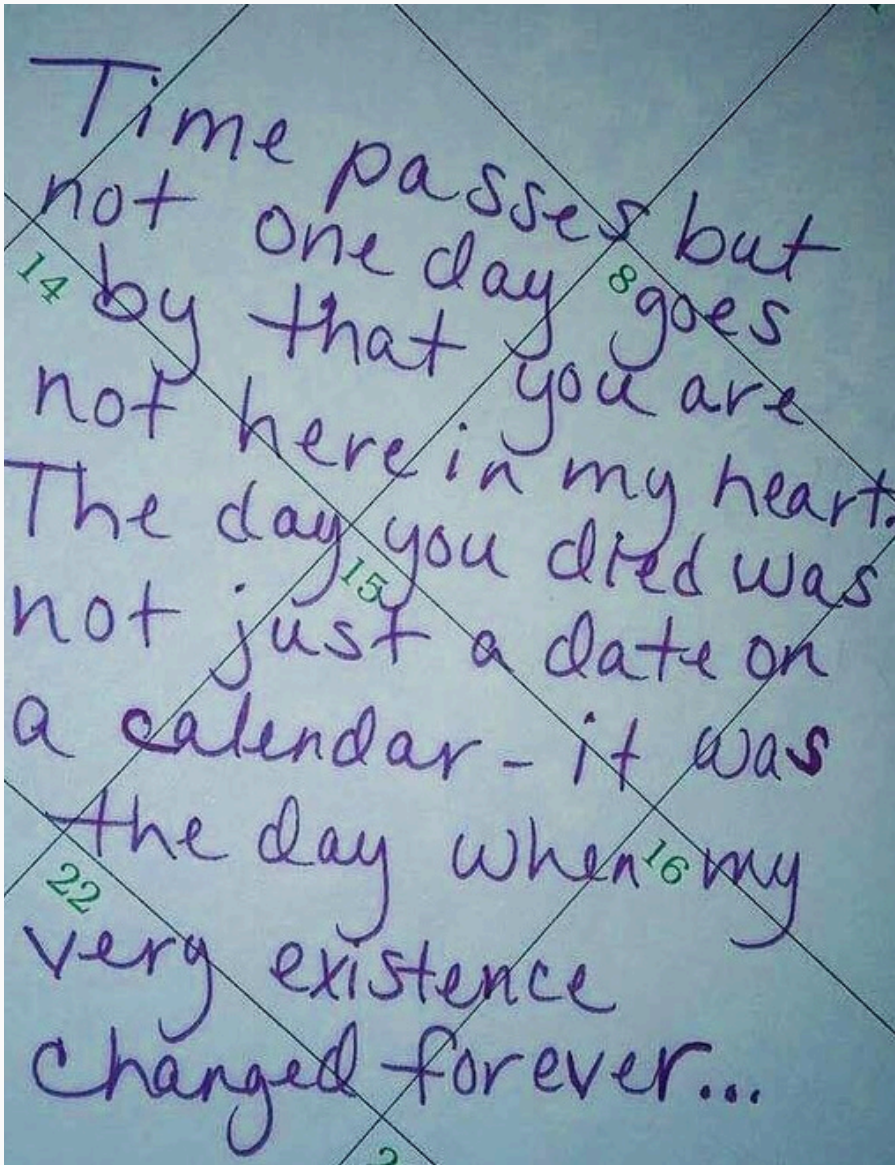 Time passes but
not one day goes
by that you are
not here in my heart.
The day you died was
not just a date on
a calendar - it was
the day when my
very existence
changed forever...
14
8
15
16
22
2